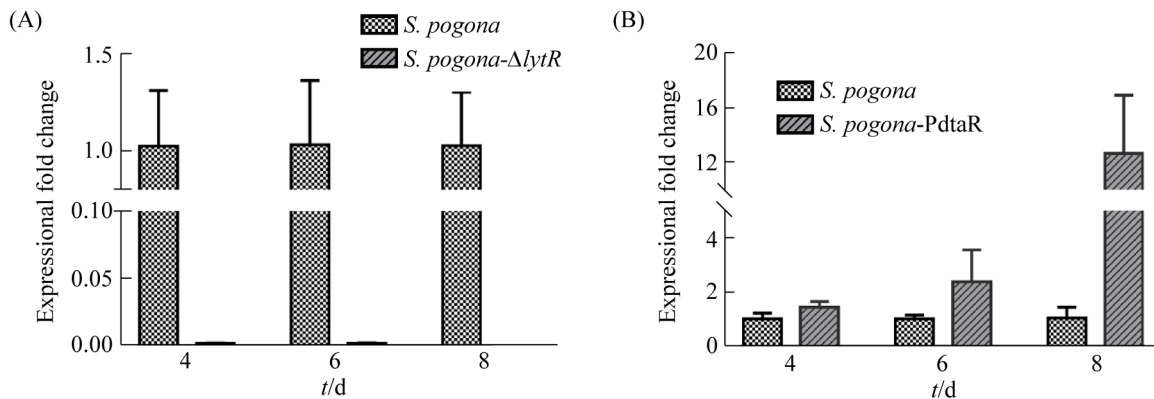 (A)
S. pogona
S. pogona-ΔlytR
Expressional fold change
1.5
1.0
0.10
0.05
0.00
4
6
8
t/d
(B)
S. pogona
S. pogona-PdtaR
Expressional fold change
20
16
12
4
2
0
4
6
8
t/d